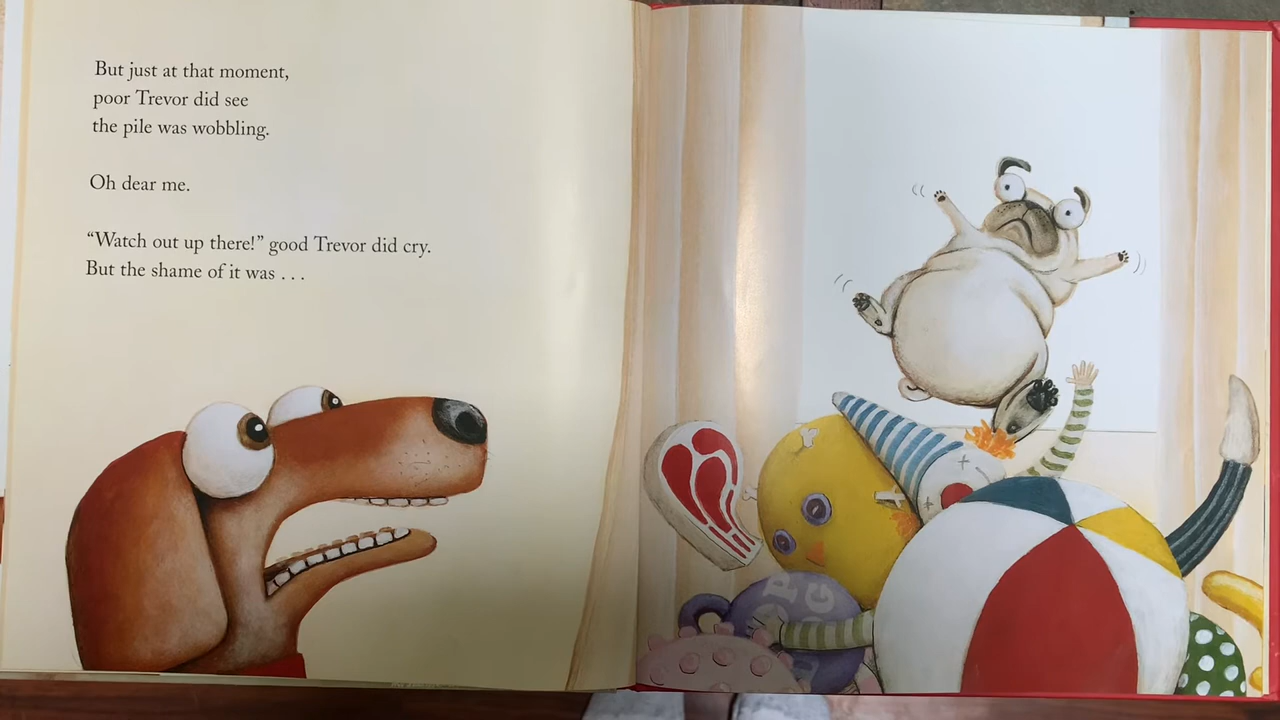 But just at that moment,
poor Trevor did see
the pile was wobbling.
Oh dear me.
“Watch out up there!” good Trevor did cry.
But the shame of it was . . .